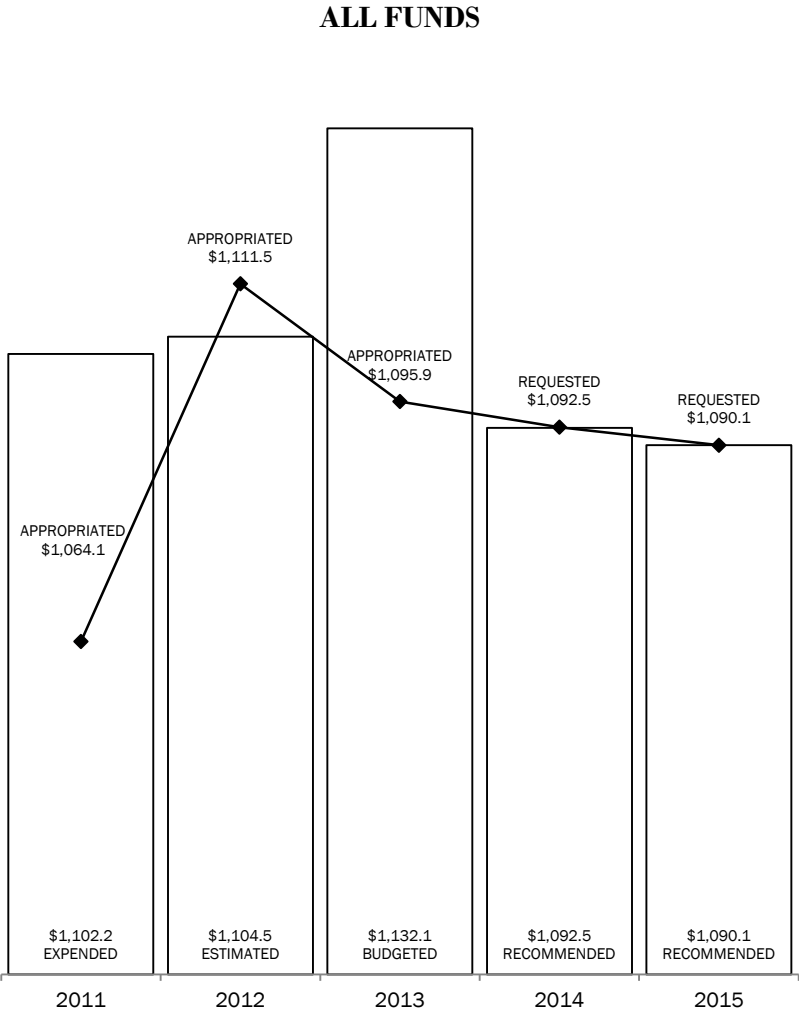 ALL FUNDS
APPROPRIATED
$1,111.5
APPROPRIATED
$1,095.9
REQUESTED
$1,092.5
REQUESTED
$1,090.1
APPROPRIATED
$1,064.1
$1,102.2
EXPENDED
$1,104.5
ESTIMATED
$1,132.1
BUDGETED
$1,092.5
RECOMMENDED
$1,090.1
RECOMMENDED
2011
2012
2013
2014
2015